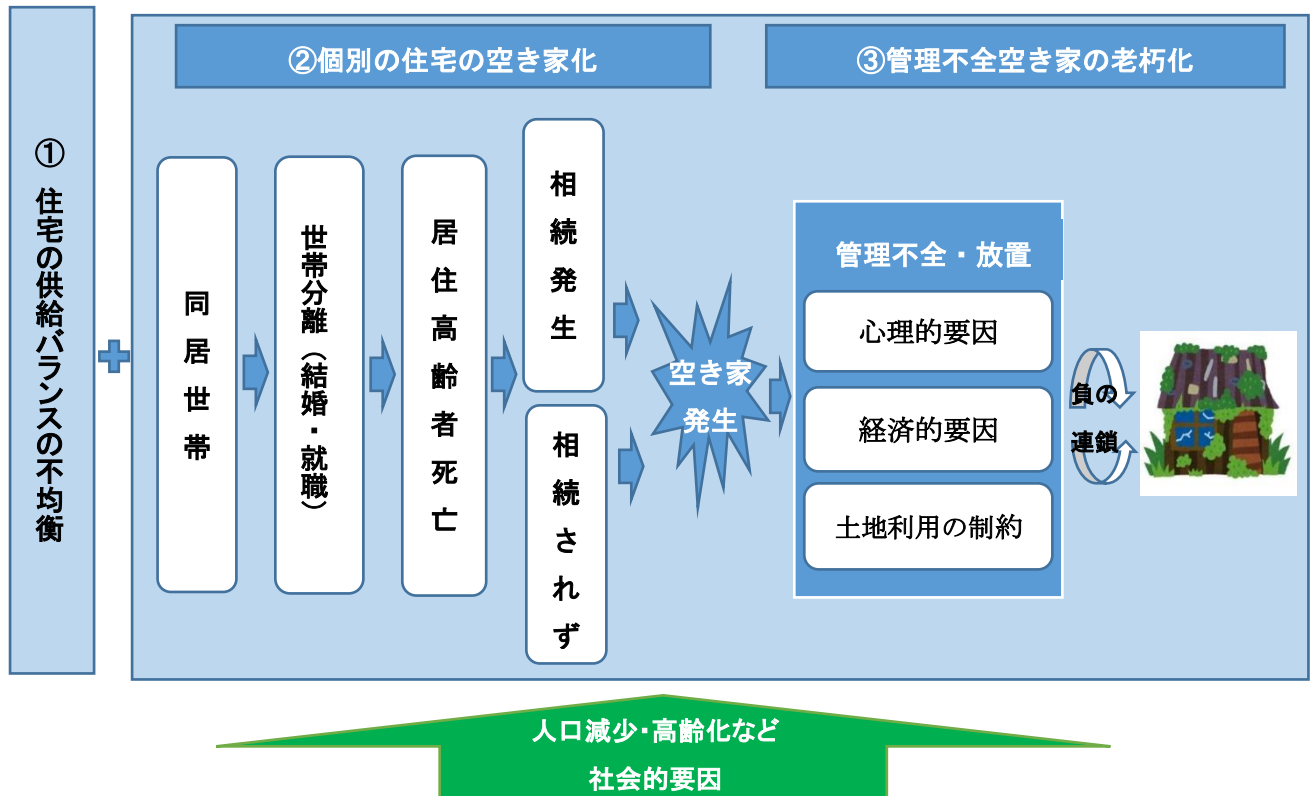 ① 住宅の供給バランスの不均衡
②個別の住宅の空き家化
③管理不全空き家の老朽化
同居世帯
世帯分離（結婚・就職）
居住高齢者死亡
相続発生
相続されず
空き家
発生
管理不全・放置
心理的要因
経済的要因
土地利用の制約
負の
連鎖
人口減少・高齢化など
社会的要因